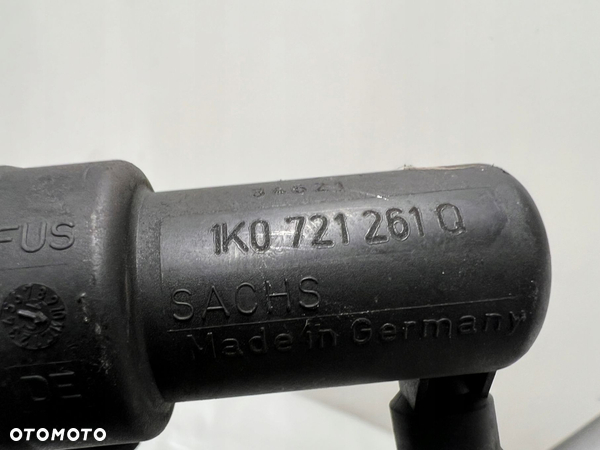 FUS
1K0 721 261 Q
SACHS
Made in Germany
DE
OTOMOTO